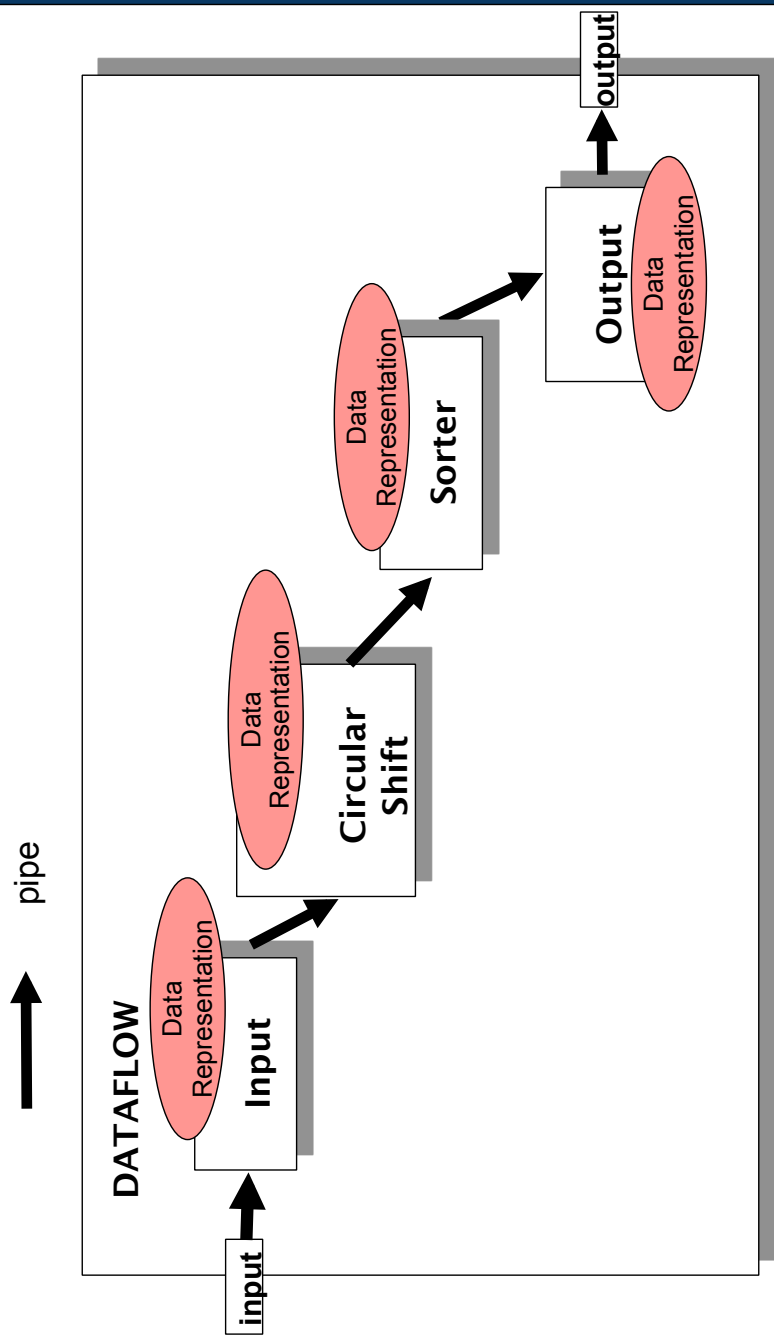 pipe
DATAFLOW
input
Data
Representation
Input
Data
Representation
Circular
Shift
Data
Representation
Sorter
Output
Data
Representation
output